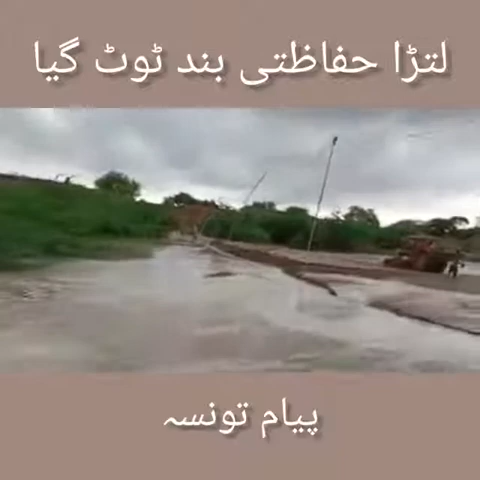 لتڑا حفاظتی بند ٹوٹ گیا
پیام تونسہ